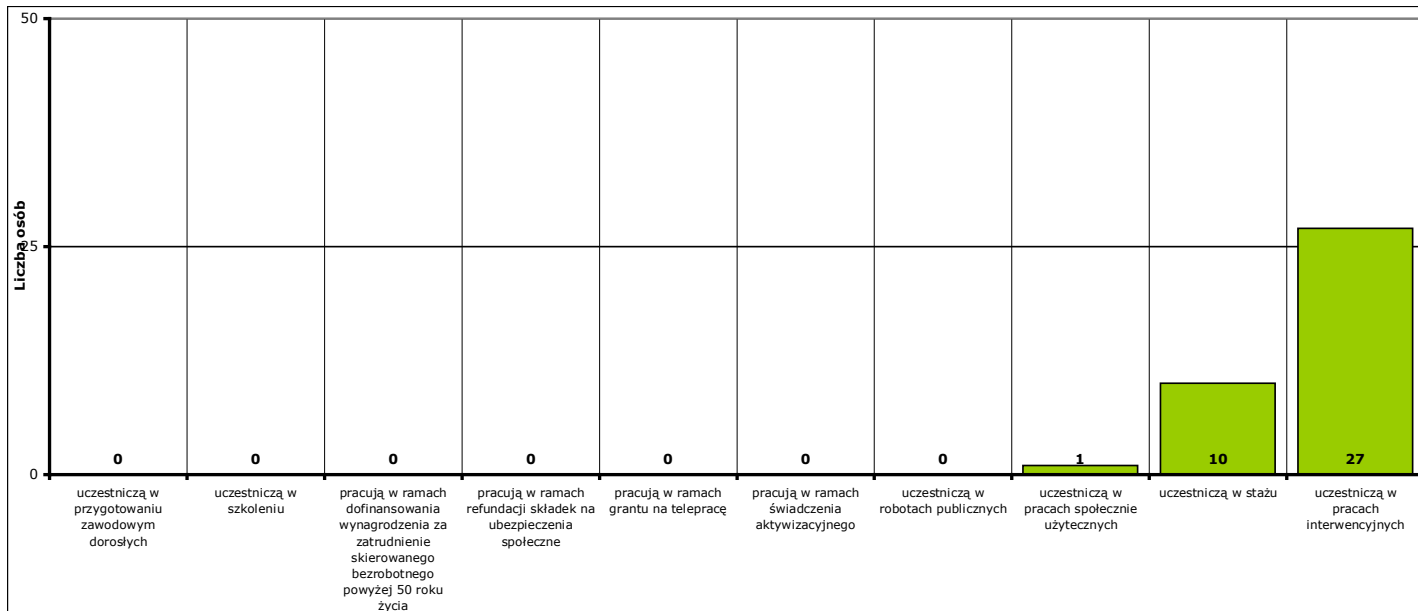 50
Liczba osób
25
0
0
0
0
0
0
0
0
1
10
27
uczestniczą w
przygotowaniu
zawodowym
dorosłych
uczestniczą w
szkoleniu
pracują w ramach
dofinansowania
wynagrodzenia za
zatrudnienie
skierowanego
bezrobotnego
powyżej 50 roku
życia
pracują w ramach
refundacji składek na
ubezpieczenia
społeczne
pracują w ramach
grantu na telepracę
pracują w ramach
świadczenia
aktywizacyjnego
uczestniczą w
robotach publicznych
uczestniczą w
pracach społecznie
użytecznych
uczestniczą w stażu
uczestniczą w
pracach
interwencyjnych